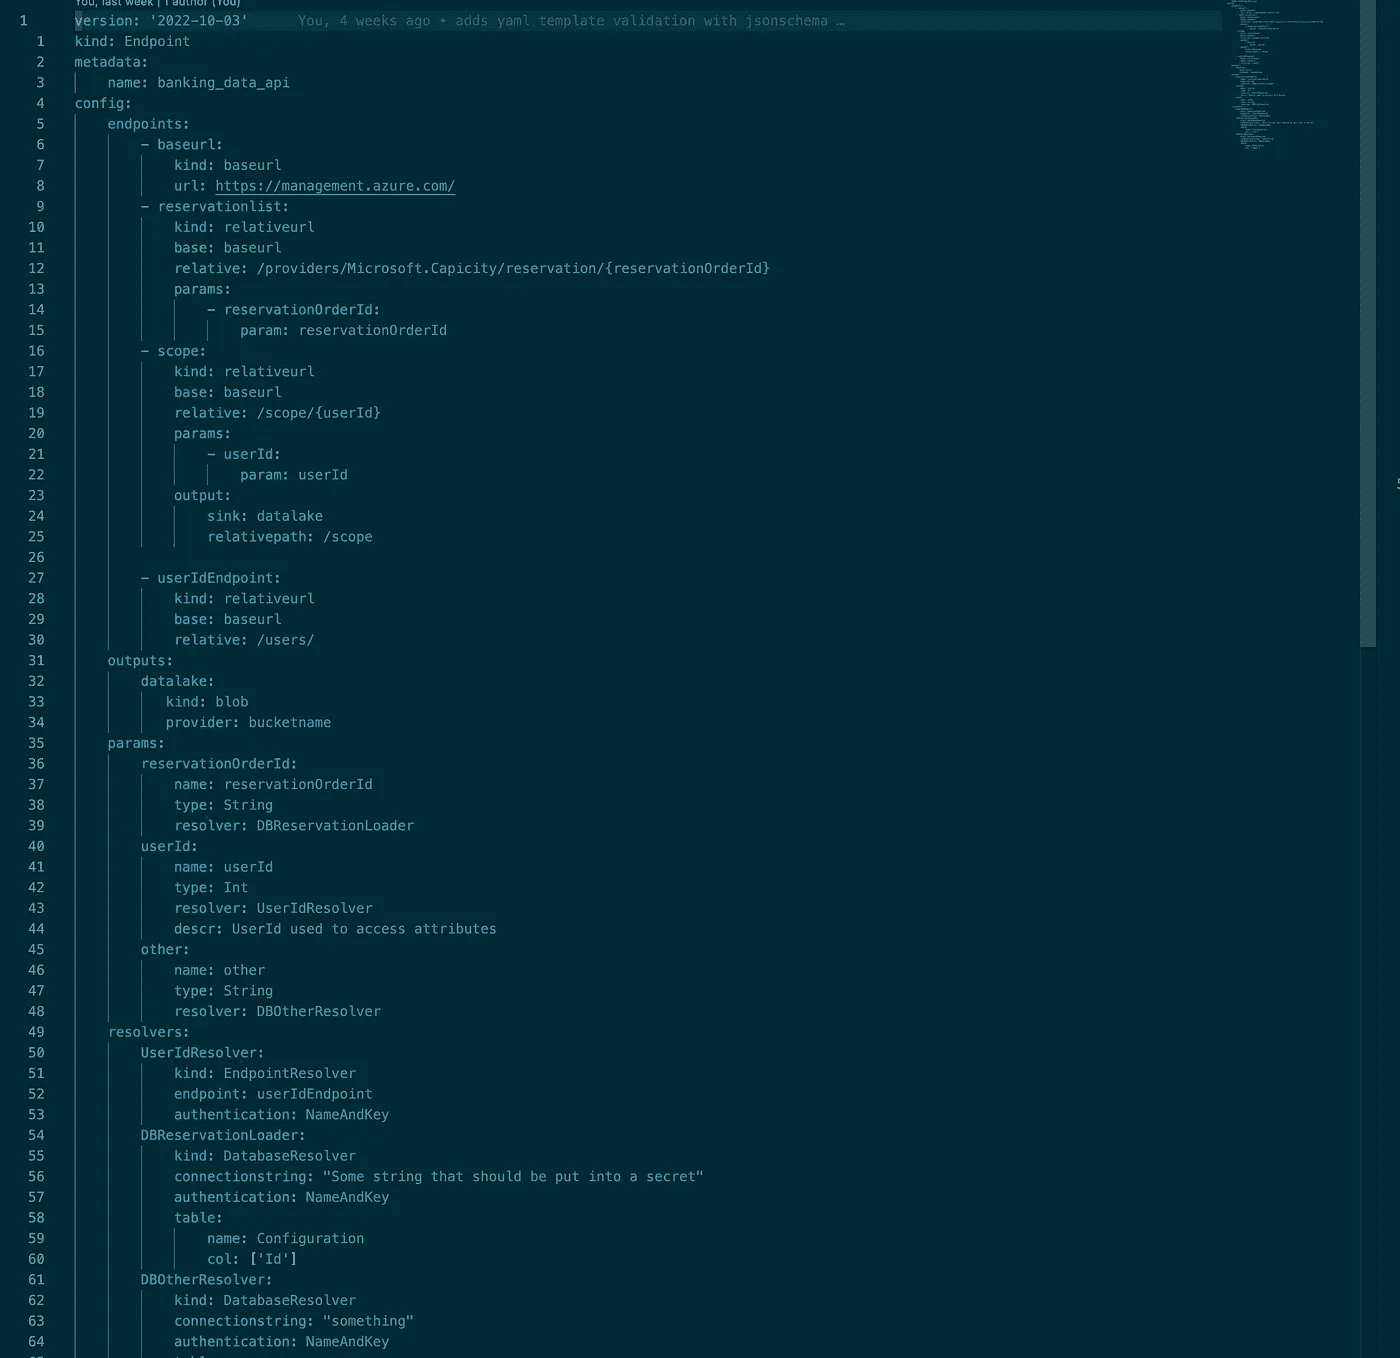 You, last week | 1 author (You)
1 version: '2022-10-03' You, 4 weeks ago • adds yaml template validation with jsonschema …
1 kind: Endpoint
2 metadata:
3 name: banking_data_api
4 config:
5 endpoints:
6 - baseurl:
7 kind: baseurl
8 url: https://management.azure.com/
9 - reservationlist:
10 kind: relativeurl
11 base: baseurl
12 relative: /providers/Microsoft.Capicity/reservation/{reservationOrderId}
13 params:
14 - reservationOrderId:
15 param: reservationOrderId
16 - scope:
17 kind: relativeurl
18 base: baseurl
19 relative: /scope/{userId}
20 params:
21 - userId:
22 param: userId
23 output:
24 sink: datalake
25 relativepath: /scope
26
27 - userIdEndpoint:
28 kind: relativeurl
29 base: baseurl
30 relative: /users/
31 outputs:
32 datalake:
33 kind: blob
34 provider: bucketname
35 params:
36 reservationOrderId:
37 name: reservationOrderId
38 type: String
39 resolver: DBReservationLoader
40 userId:
41 name: userId
42 type: Int
43 resolver: UserIdResolver
44 descr: UserId used to access attributes
45 other:
46 name: other
47 type: String
48 resolver: DBOtherResolver
49 resolvers:
50 UserIdResolver:
51 kind: EndpointResolver
52 endpoint: userIdEndpoint
53 authentication: NameAndKey
54 DBReservationLoader:
55 kind: DatabaseResolver
56 connectionstring: "Some string that should be put into a secret"
57 authentication: NameAndKey
58 table:
59 name: Configuration
60 col: ['Id']
61 DBOtherResolver:
62 kind: DatabaseResolver
63 connectionstring: "something"
64 authentication: NameAndKey